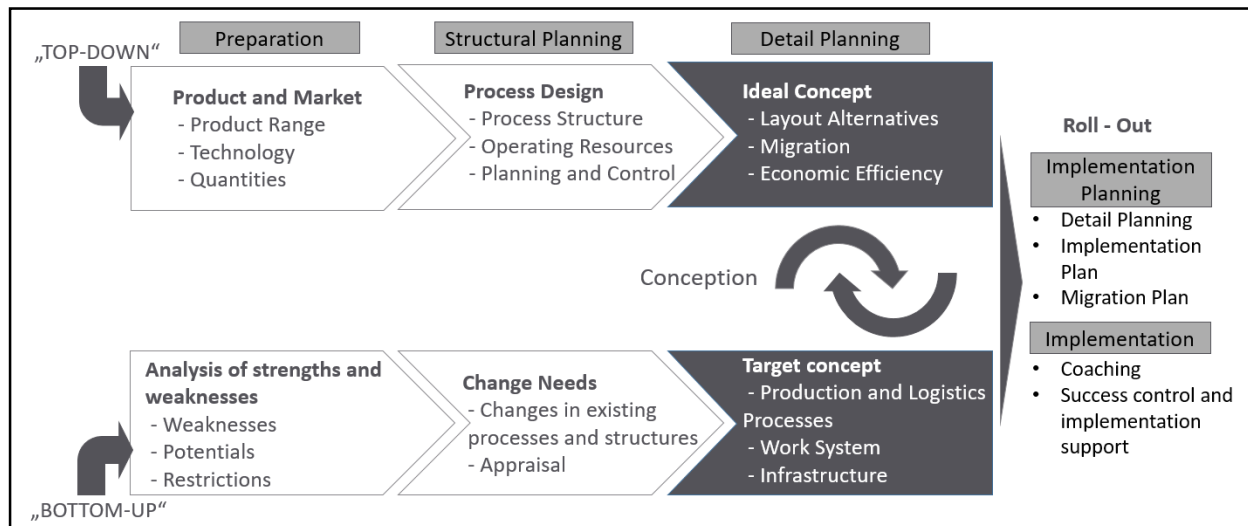 Preparation
Structural Planning
Detail Planning
„TOP-DOWN“
Product and Market
- Product Range
- Technology
- Quantities
Process Design
- Process Structure
- Operating Resources
- Planning and Control
Ideal Concept
- Layout Alternatives
- Migration
- Economic Efficiency
Conception
„BOTTOM-UP“
Analysis of strengths and
weaknesses
- Weaknesses
- Potentials
- Restrictions
Change Needs
- Changes in existing
processes and structures
- Appraisal
Target concept
- Production and Logistics
Processes
- Work System
- Infrastructure
Roll - Out
Implementation
Planning
• Detail Planning
• Implementation
Plan
• Migration Plan
Implementation
• Coaching
• Success control and
implementation
support